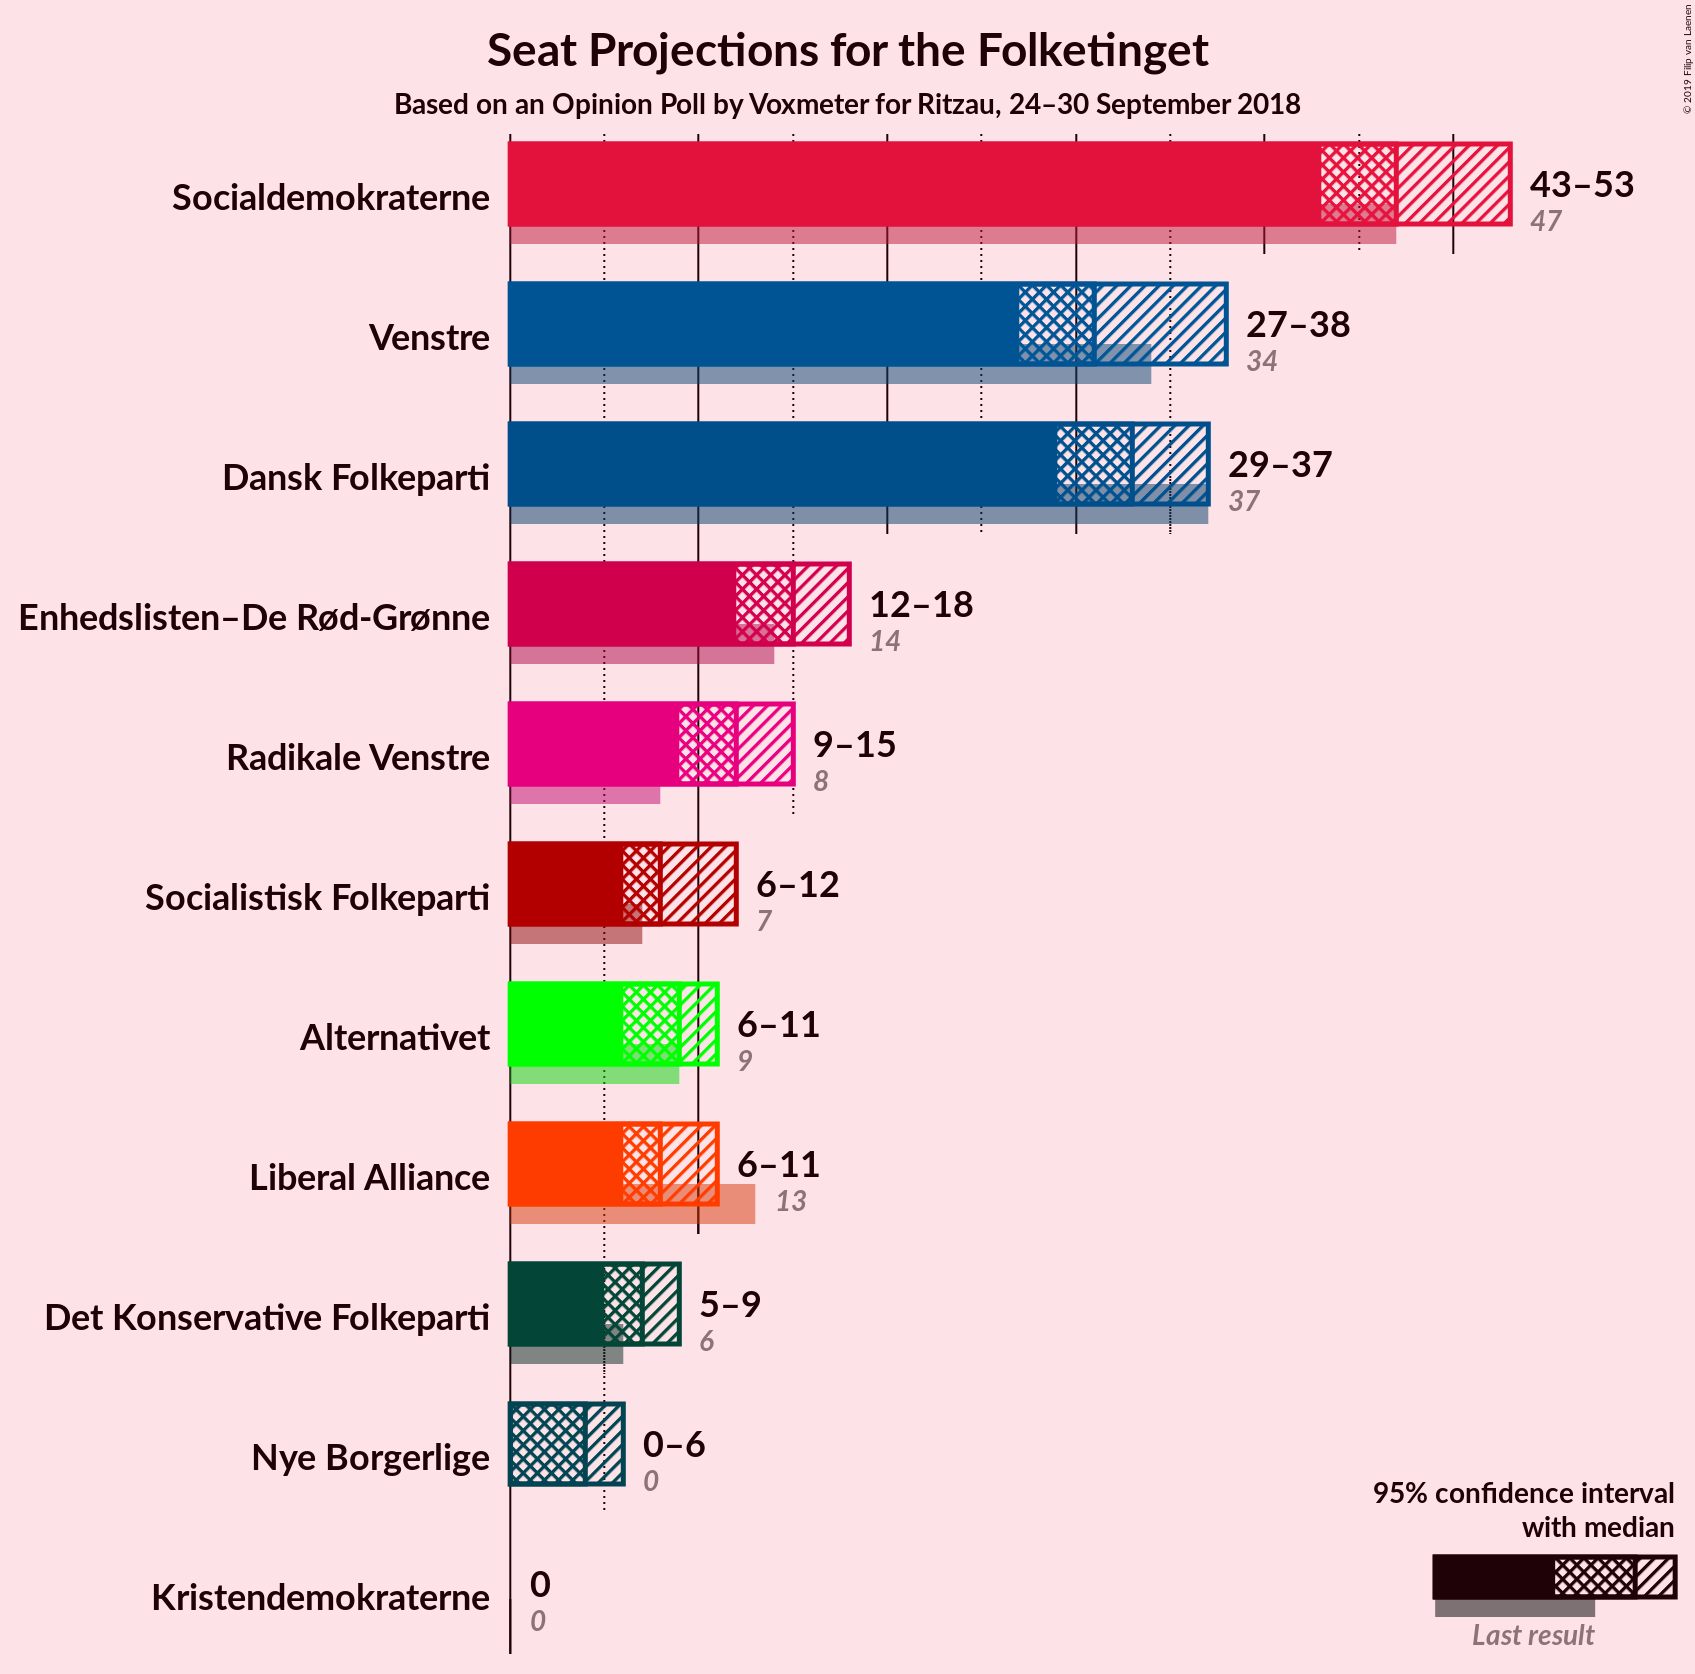 Seat Projections for the Folketinget
Based on an Opinion Poll by Voxmeter for Ritzau, 24–30 September 2018
© 2019 Filip van Laenen
Socialdemokraterne
43–53
47
Venstre
27–38
34
Dansk Folkeparti
29–37
37
Enhedslisten–De Rød-Grønne
12–18
14
Radikale Venstre
9–15
8
Socialistisk Folkeparti
6–12
7
Alternativet
6–11
9
Liberal Alliance
6–11
13
Det Konservative Folkeparti
5–9
6
Nye Borgerlige
0–6
0
Kristendemokraterne
0
0
95% confidence interval
with median
Last result